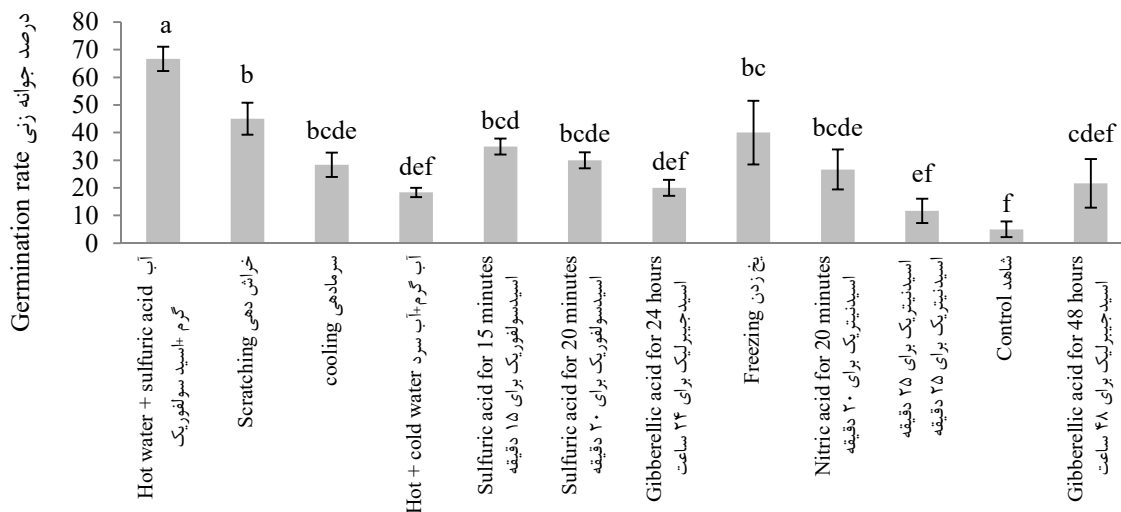 Germination rate درصد جوانه زنی
80
70
60
50
40
30
20
10
0
a
b
bcde
def
bcd
bcde
def
bc
bcde
ef
f
cdef
Hot water + sulfuric acid آب
گرم +اسید سولفوریک
Scratching خراش دهی
cooling سرمادهی
Hot + cold water آب گرم+آب سرد
Sulfuric acid for 15 minutes
اسیدسولفوریک برای ۱۵ دقیقه
Sulfuric acid for 20 minutes
اسیدسولفوریک برای ۲۰ دقیقه
Gibberellic acid for 24 hours
اسیدجیبرلیک برای ۲۴ ساعت
Freezing یخ زدن
Nitric acid for 20 minutes
اسیدنیتریک برای ۲۰ دقیقه
اسیدنیتریک برای ۲۵ دقیقه
اسیدنیتریک برای ۲۵ دقیقه
Control شاهد
Gibberellic acid for 48 hours
اسیدجیبرلیک برای ۴۸ ساعت